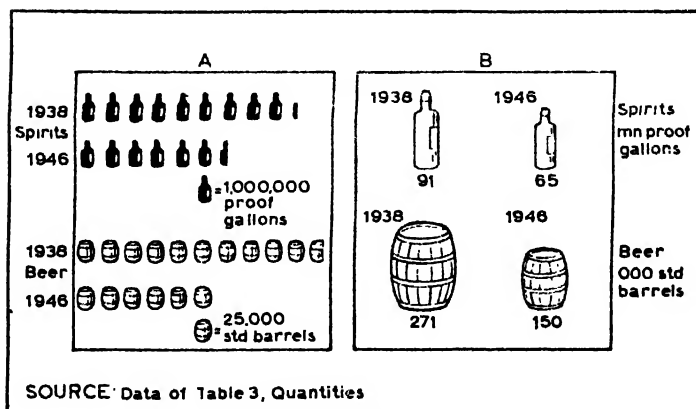 A
1938
Spirits
1946
=1,000,000
proof
gallons
1938
Beer
1946
=25,000
std barrels
B
1938
1946
Spirits
mn proof
gallons
91
65
1938
1946
Beer
000 std
barrels
271
150
SOURCE: Data of Table 3, Quantities